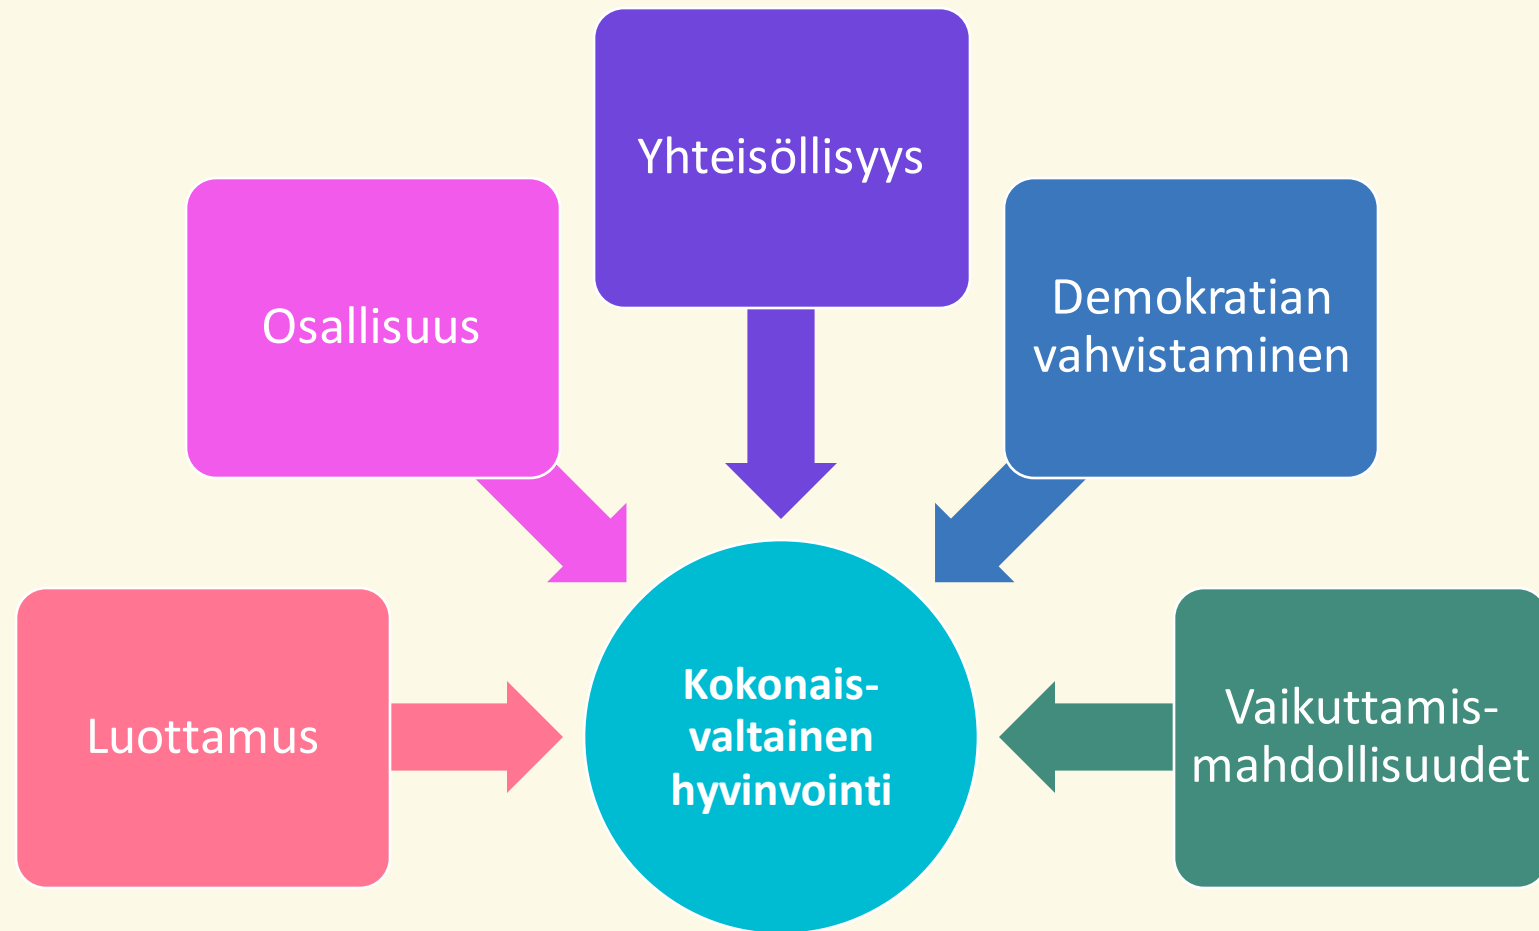 Yhteisöllisyys
Osallisuus
Demokratian
vahvistaminen
Luottamus
Kokonais-
valtainen
hyvinvointi
Vaikuttamis-
mahdollisuudet